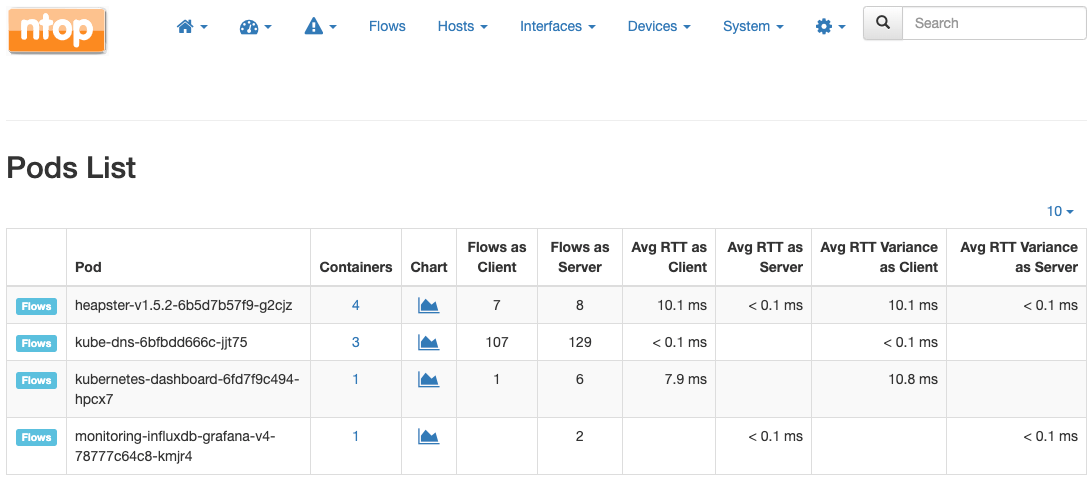 ntop
Flows Hosts Interfaces Devices System Search
Pods List
10
Pod Containers Chart Flows as Client Flows as Server Avg RTT as Client Avg RTT as Server Avg RTT Variance as Client Avg RTT Variance as Server
Flows heapster-v1.5.2-6b5d7b57f9-g2cjz 4 7 8 10.1 ms < 0.1 ms 10.1 ms < 0.1 ms
Flows kube-dns-6bfbdd666c-jjt75 3 107 129 < 0.1 ms < 0.1 ms
Flows kubernetes-dashboard-6fd7f9c494-
hpcx7 1 1 6 7.9 ms 10.8 ms
Flows monitoring-influxdb-grafana-v4-
78777c64c8-kmjr4 1 2 < 0.1 ms < 0.1 ms